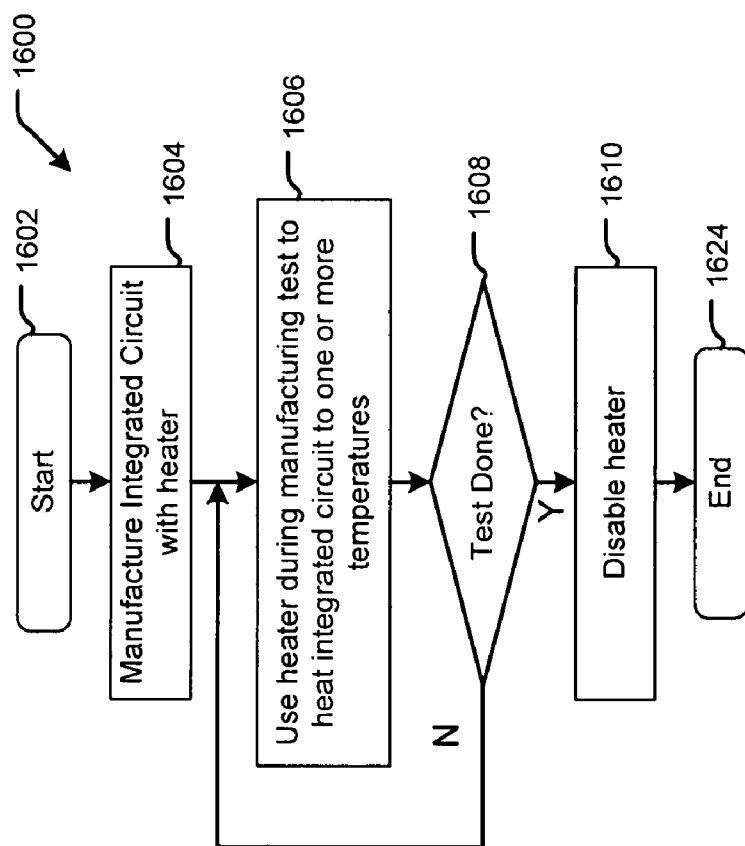 1600
Start
1602
Manufacture Integrated Circuit
with heater
1604
Use heater during manufacturing test to
heat integrated circuit to one or more
temperatures
1606
Test Done?
1608
N
Y
Disable heater
1610
End
1624